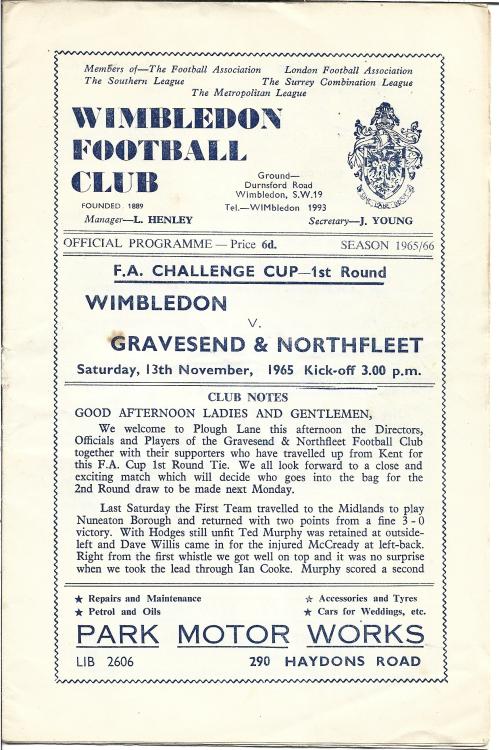 Members of—The Football Association London Football Association
The Southern League The Surrey Combination League
The Metropolitan League
WIMBLEDON
FOOTBALL
CLUB
FOUNDED 1889
Ground—
Durnsford Road
Wimbledon, S.W.19
Tel.—WIMbledon 1993
Manager—L. HENLEY Secretary—J. YOUNG
OFFICIAL PROGRAMME — Price 6d. SEASON 1965/66
F.A. CHALLENGE CUP—1st Round
WIMBLEDON
V.
GRAVESEND & NORTHFLEET
Saturday, 13th November, 1965 Kick-off 3.00 p.m.
CLUB NOTES
GOOD AFTERNOON LADIES AND GENTLEMEN,
We welcome to Plough Lane this afternoon the Directors,
Officials and Players of the Gravesend & Northfleet Football Club
together with their supporters who have travelled up from Kent for
this F.A. Cup 1st Round Tie. We all look forward to a close and
exciting match which will decide who goes into the bag for the
2nd Round draw to be made next Monday.
Last Saturday the First Team travelled to the Midlands to play
Nuneaton Borough and returned with two points from a fine 3 - 0
victory. With Hodges still unfit Ted Murphy was retained at outside-
left and Dave Willis came in for the injured McCready at left-back.
Right from the first whistle we got well on top and it was no surprise
when we took the lead through Ian Cooke. Murphy scored a second
★ Repairs and Maintenance ☆ Accessories and Tyres
★ Petrol and Oils ★ Cars for Weddings, etc.
PARK MOTOR WORKS
LIB 2606 290 HAYDONS ROAD